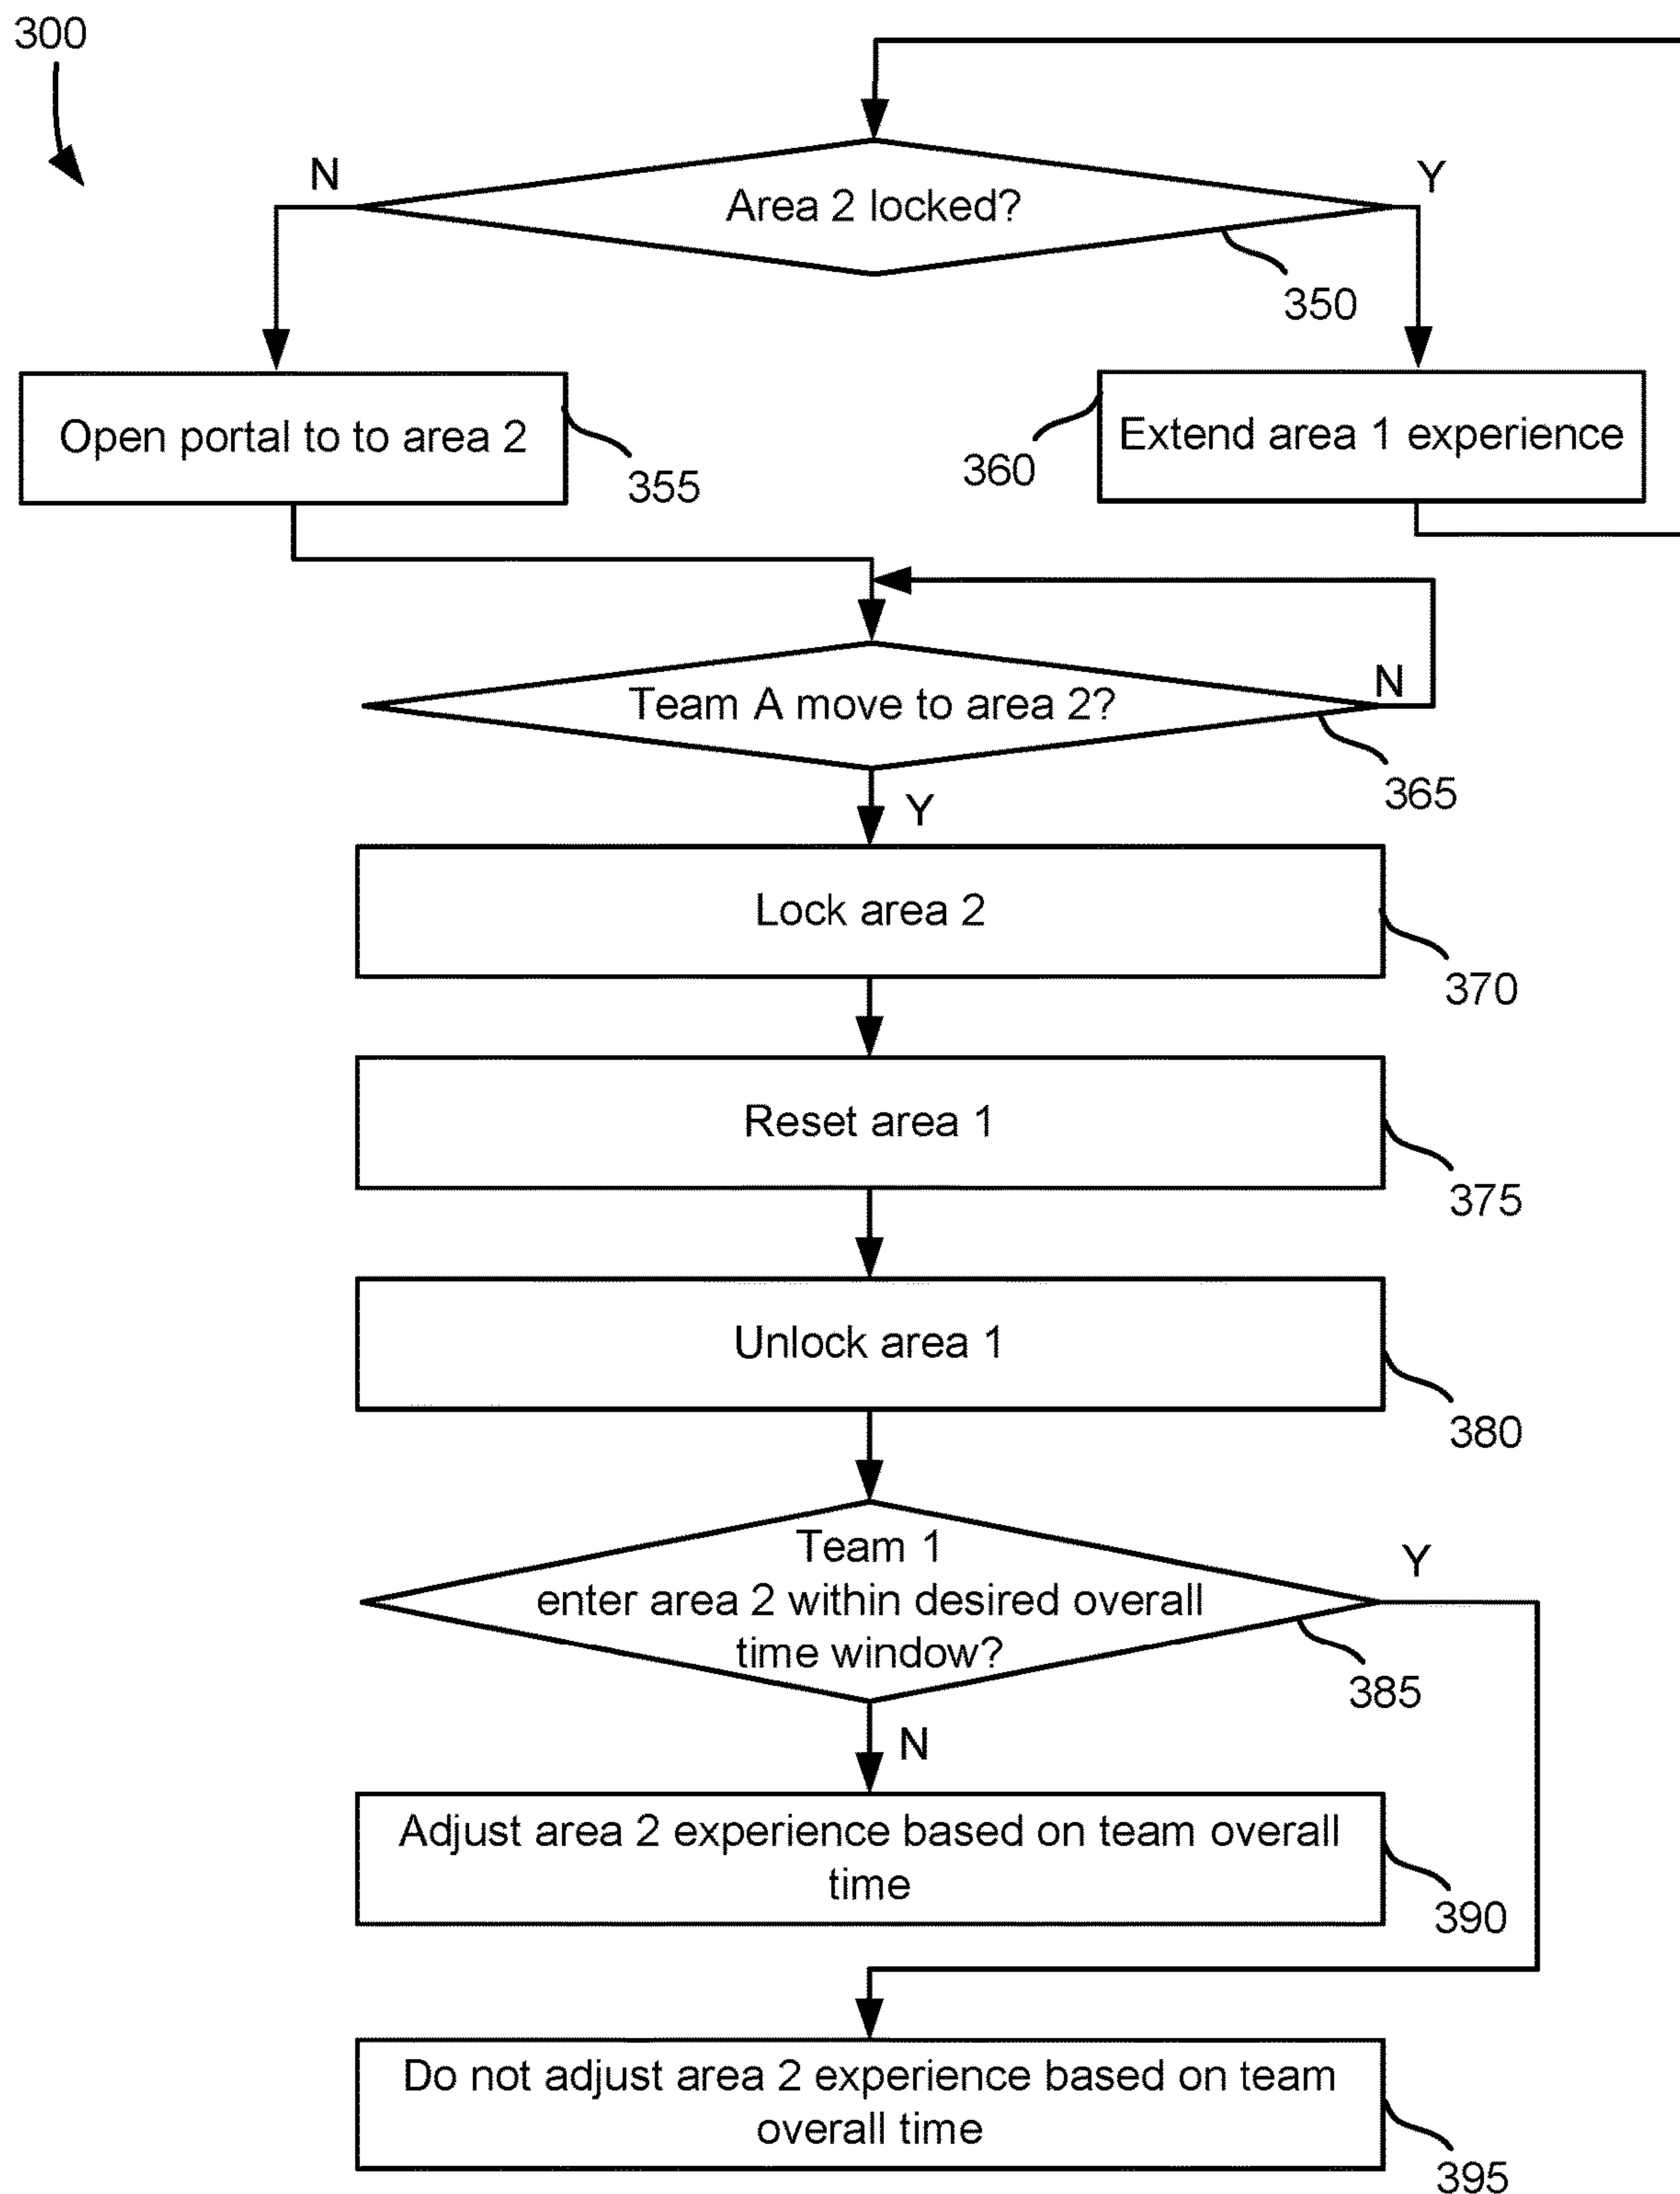 300
N
Y
Area 2 locked?
350
Open portal to to area 2
355
360
Extend area 1 experience
Team A move to area 2?
N
365
Y
Lock area 2
370
Reset area 1
375
Unlock area 1
380
Team 1
enter area 2 within desired overall
time window?
Y
385
N
Adjust area 2 experience based on team overall
time
390
Do not adjust area 2 experience based on team
overall time
395